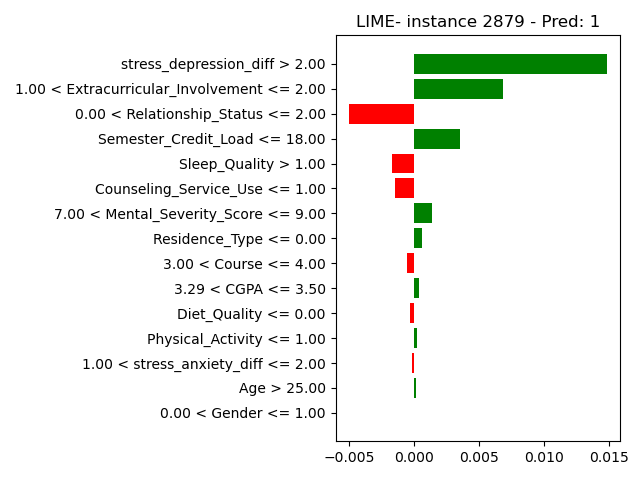 LIME- instance 2879 - Pred: 1
stress_depression_diff > 2.00
1.00 < Extracurricular_Involvement <= 2.00
0.00 < Relationship_Status <= 2.00
Semester_Credit_Load <= 18.00
Sleep_Quality > 1.00
Counseling_Service_Use <= 1.00
7.00 < Mental_Severity_Score <= 9.00
Residence_Type <= 0.00
3.00 < Course <= 4.00
3.29 < CGPA <= 3.50
Diet_Quality <= 0.00
Physical_Activity <= 1.00
1.00 < stress_anxiety_diff <= 2.00
Age > 25.00
0.00 < Gender <= 1.00
−0.005 0.000 0.005 0.010 0.015